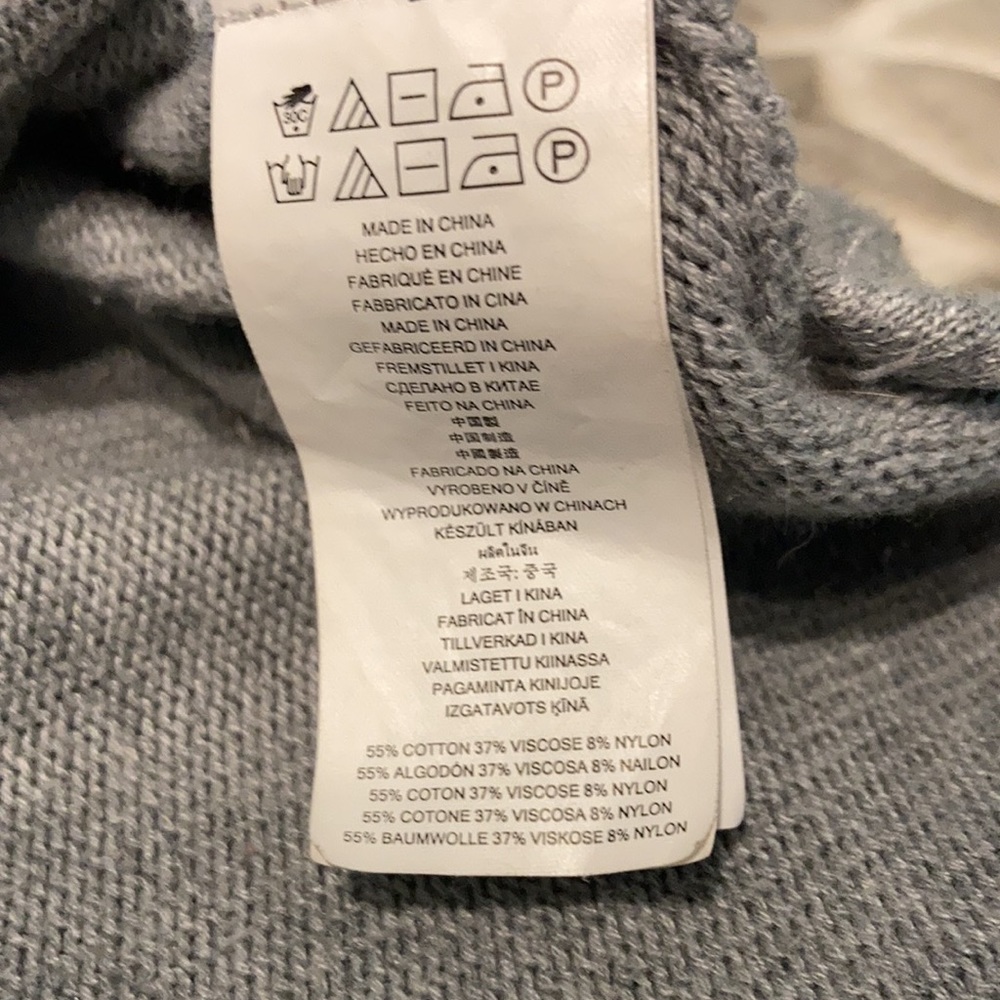 30C P
P
MADE IN CHINA
HECHO EN CHINA
FABRIQUÉ EN CHINE
FABBRICATO IN CINA
MADE IN CHINA
GEFABRICEERD IN CHINA
FREMSTILLET I KINA
СДЕЛАНО В КИТАЕ
FEITO NA CHINA
中国製
中国制造
中國製造
FABRICADO NA CHINA
VYROBENO V ČÍNĚ
WYPRODUKOWANO W CHINACH
KÉSZÜLT KÍNÁBAN
ผลิตในจีน
제조국: 중국
LAGET I KINA
FABRICAT ÎN CHINA
TILLVERKAD I KINA
VALMISTETTU KIINASSA
PAGAMINTA KINIJOJE
IZGATAVOTS ĶĪNĀ
55% COTTON 37% VISCOSE 8% NYLON
55% ALGODÓN 37% VISCOSA 8% NAILON
55% COTON 37% VISCOSE 8% NYLON
55% COTONE 37% VISCOSA 8% NYLON
55% BAUMWOLLE 37% VISKOSE 8% NYLON